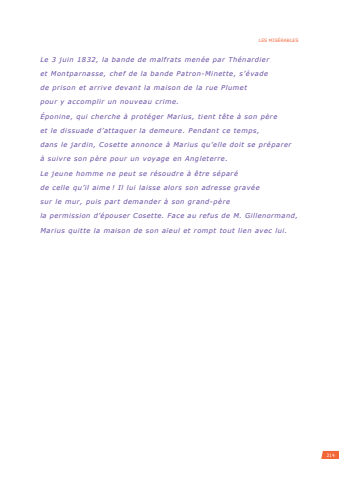 LES MISÉRABLES
Le 3 juin 1832, la bande de malfrats menée par Thénardier
et Montparnasse, chef de la bande Patron-Minette, s'évade
de prison et arrive devant la maison de la rue Plumet
pour y accomplir un nouveau crime.
Éponine, qui cherche à protéger Marius, tient tête à son père
et le dissuade d'attaquer la demeure. Pendant ce temps,
dans le jardin, Cosette annonce à Marius qu'elle doit se préparer
à suivre son père pour un voyage en Angleterre.
Le jeune homme ne peut se résoudre à être séparé
de celle qu'il aime ! Il lui laisse alors son adresse gravée
sur le mur, puis part demander à son grand-père
la permission d'épouser Cosette. Face au refus de M. Gillenormand,
Marius quitte la maison de son aïeul et rompt tout lien avec lui.
214